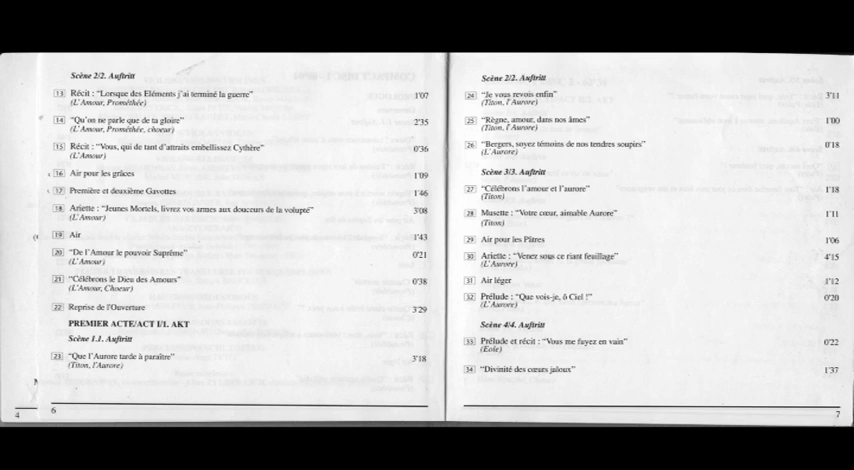 Scène 2/2. Auftritt
13 Récit : “Lorsque des Eléments j'ai terminé la guerre” 1'07
(L'Amour, Prométhée)
14 “Qu'on ne parle que de ta gloire” 2'35
(L'Amour, Prométhée, choeur)
15 Récit : “Vous, qui de tant d'attraits embellissez Cythère” 0'36
(L'Amour)
16 Air pour les grâces 1'09
17 Première et deuxième Gavottes 1'46
18 Ariette : “Jeunes Mortels, livrez vos armes aux douceurs de la volupté” 3'08
(L'Amour)
19 Air 1'43
20 “De l'Amour le pouvoir Suprême” 0'21
(L'Amour)
21 “Célébrons le Dieu des Amours” 0'38
(L'Amour, Choeur)
22 Reprise de l'Ouverture 3'29
PREMIER ACTE/ACT I/1. AKT
Scène 1.1. Auftritt
23 “Que l'Aurore tarde à paraître” 3'18
(Titon, l'Aurore)
4
6
Scène 2/2. Auftritt
24 “Je vous revois enfin” 3'11
(Titon, l'Aurore)
25 “Règne, amour, dans nos âmes” 1'00
(Titon, l'Aurore)
26 “Bergers, soyez témoins de nos tendres soupirs” 0'18
(L'Aurore)
Scène 3/3. Auftritt
27 “Célébrons l'amour et l'aurore” 1'18
(Titon)
28 Musette : “Votre cœur, aimable Aurore” 1'11
(Titon)
29 Air pour les Pâtres 1'06
30 Ariette : “Venez sous ce riant feuillage” 4'15
(L'Aurore)
31 Air léger 1'12
32 Prélude : “Que vois-je, ô Ciel !” 0'20
(L'Aurore)
Scène 4/4. Auftritt
33 Prélude et récit : “Vous me fuyez en vain” 0'22
(Eole)
34 “Divinité des cœurs jaloux” 1'37
7